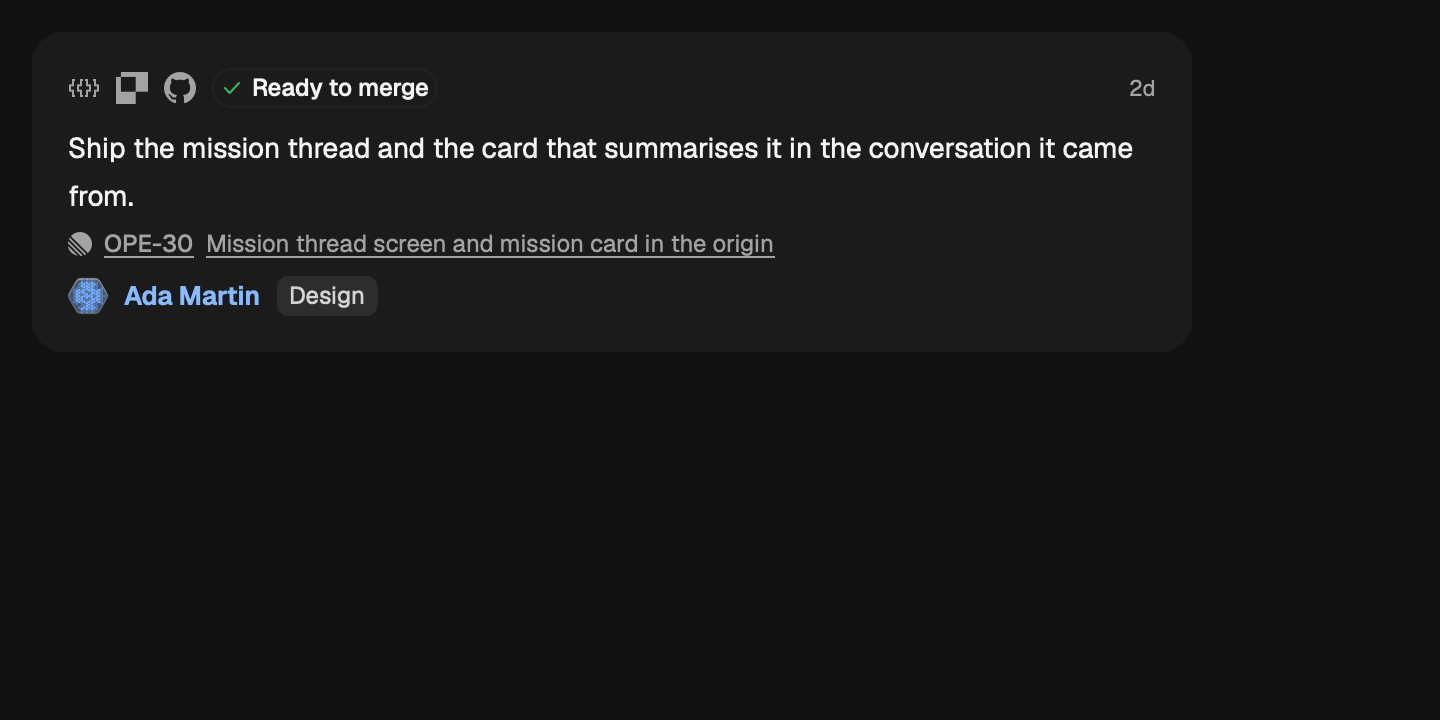 Ready to merge 2d
Ship the mission thread and the card that summarises it in the conversation it came
from.
OPE-30 Mission thread screen and mission card in the origin
Ada Martin Design